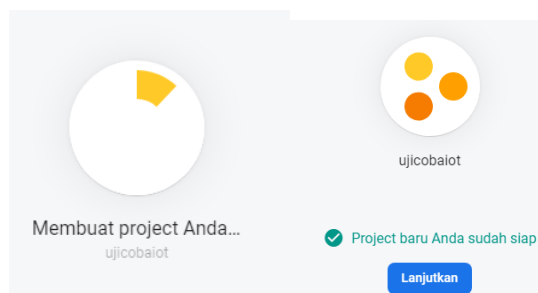 Membuat project Anda...
ujicobaiot
ujicobaiot
Project baru Anda sudah siap
Lanjutkan